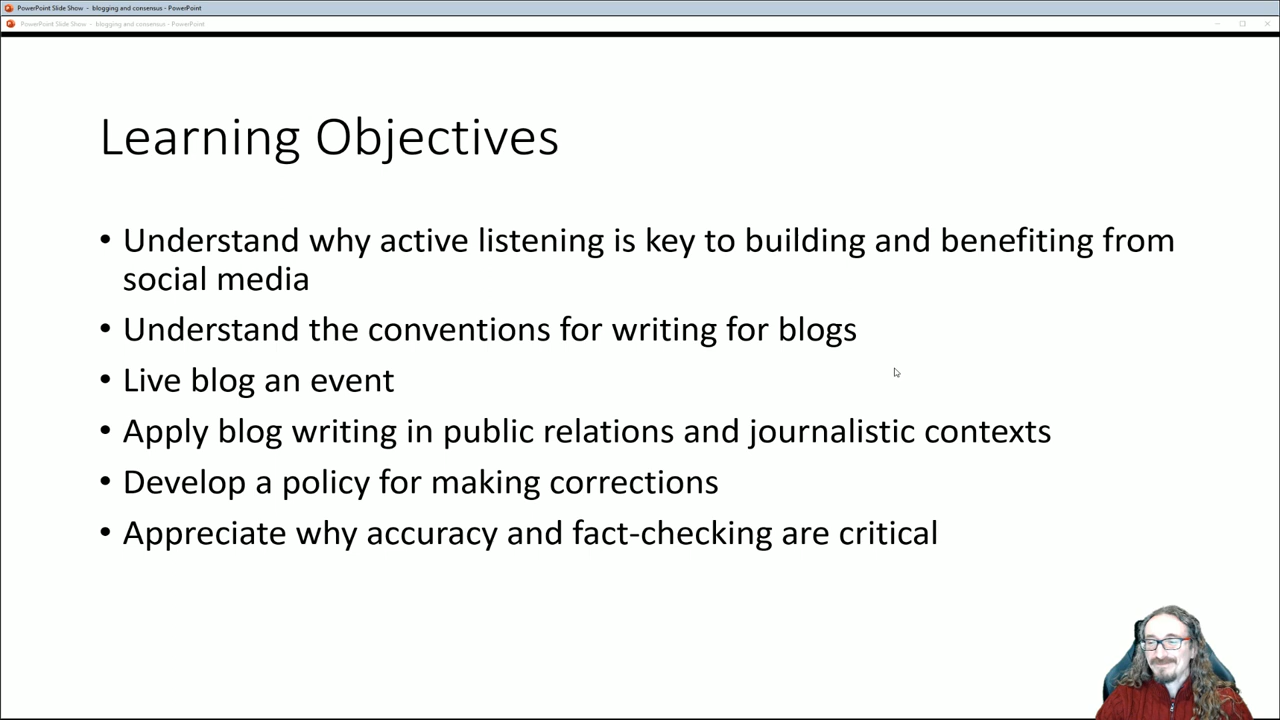 PowerPoint Slide Show - blogging and consensus - PowerPoint
PowerPoint Slide Show - blogging and consensus - PowerPoint
Learning Objectives
• Understand why active listening is key to building and benefiting from
social media
• Understand the conventions for writing for blogs
• Live blog an event
• Apply blog writing in public relations and journalistic contexts
• Develop a policy for making corrections
• Appreciate why accuracy and fact-checking are critical